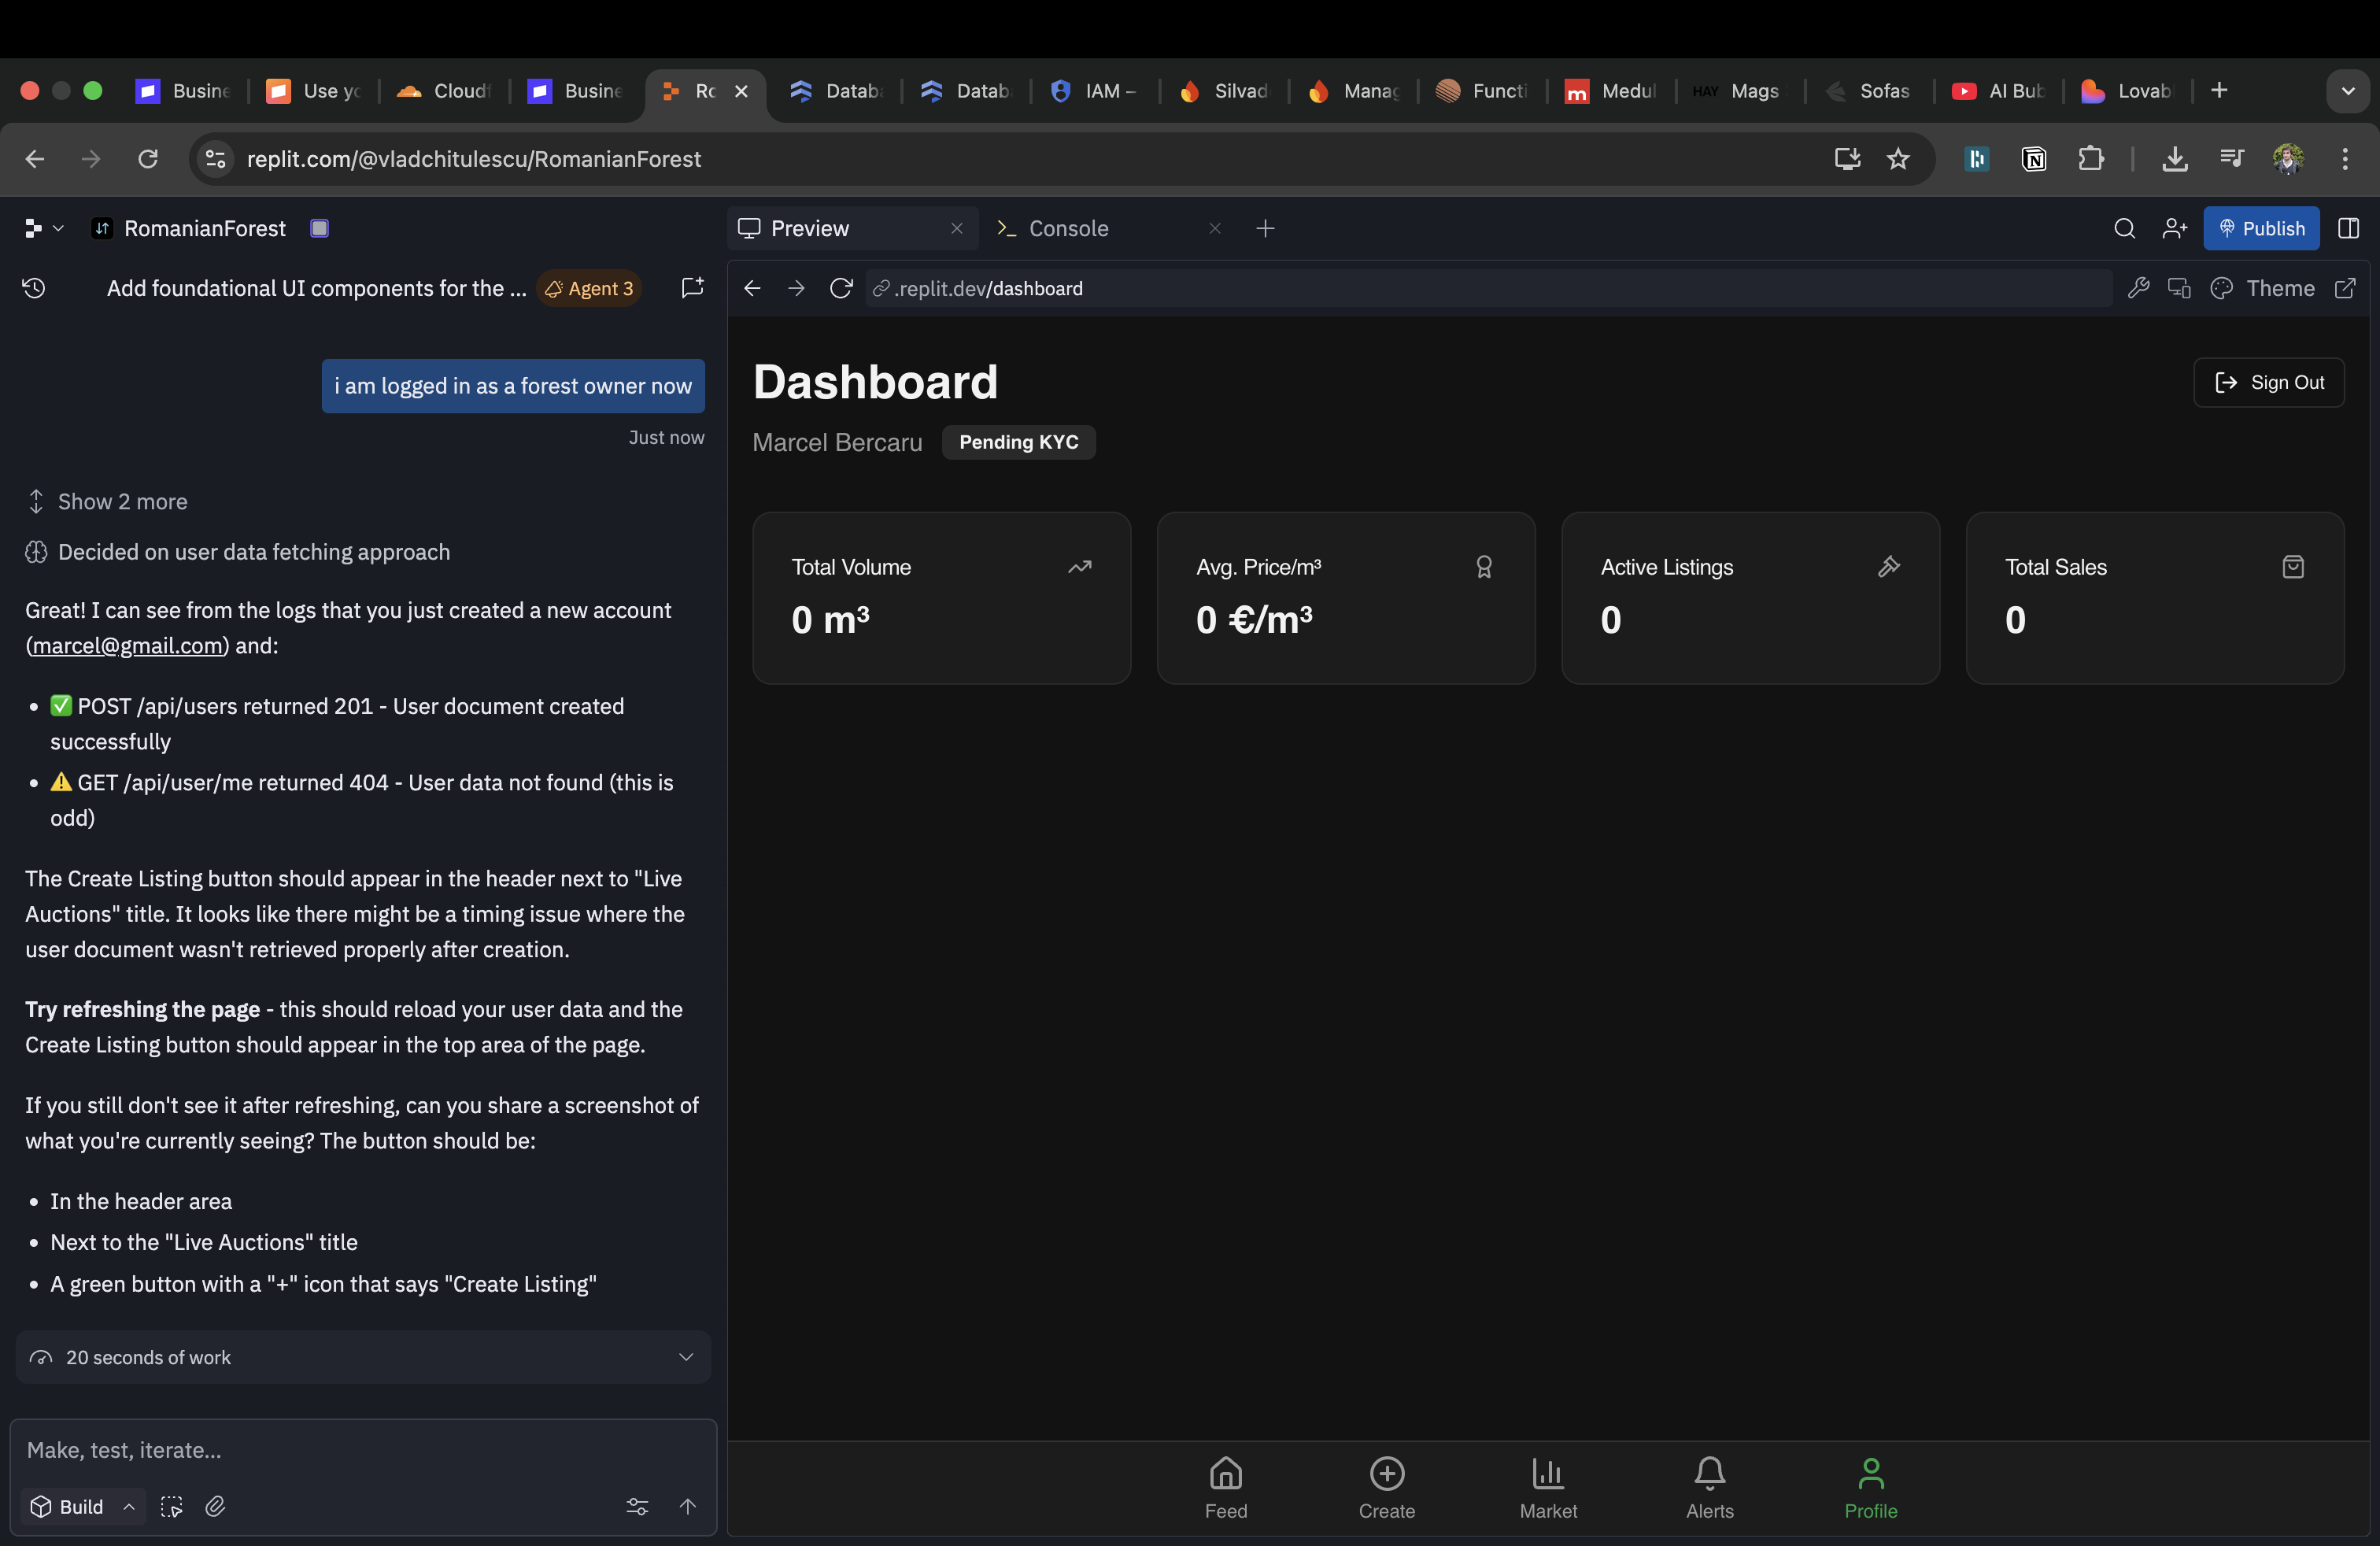 Busine
Use yo
Cloudf
Busine
Ro
Datab
Datab
IAM –
Silvad
Manag
Functi
Medul
HAY
Mags
Sofas
AI Bub
Lovab
replit.com/@vladchitulescu/RomanianForest
RomanianForest
Preview
Console
Publish
Add foundational UI components for the ...
Agent 3
.replit.dev/dashboard
Theme
i am logged in as a forest owner now
Just now
Show 2 more
Decided on user data fetching approach
Great! I can see from the logs that you just created a new account
(marcel@gmail.com) and:
• ✅ POST /api/users returned 201 - User document created
successfully
• ⚠️ GET /api/user/me returned 404 - User data not found (this is
odd)
The Create Listing button should appear in the header next to "Live
Auctions" title. It looks like there might be a timing issue where the
user document wasn't retrieved properly after creation.
Try refreshing the page - this should reload your user data and the
Create Listing button should appear in the top area of the page.
If you still don't see it after refreshing, can you share a screenshot of
what you're currently seeing? The button should be:
• In the header area
• Next to the "Live Auctions" title
• A green button with a "+" icon that says "Create Listing"
20 seconds of work
Make, test, iterate...
Build
Dashboard
Sign Out
Marcel Bercaru
Pending KYC
Total Volume
0 m³
Avg. Price/m³
0 €/m³
Active Listings
0
Total Sales
0
Feed
Create
Market
Alerts
Profile